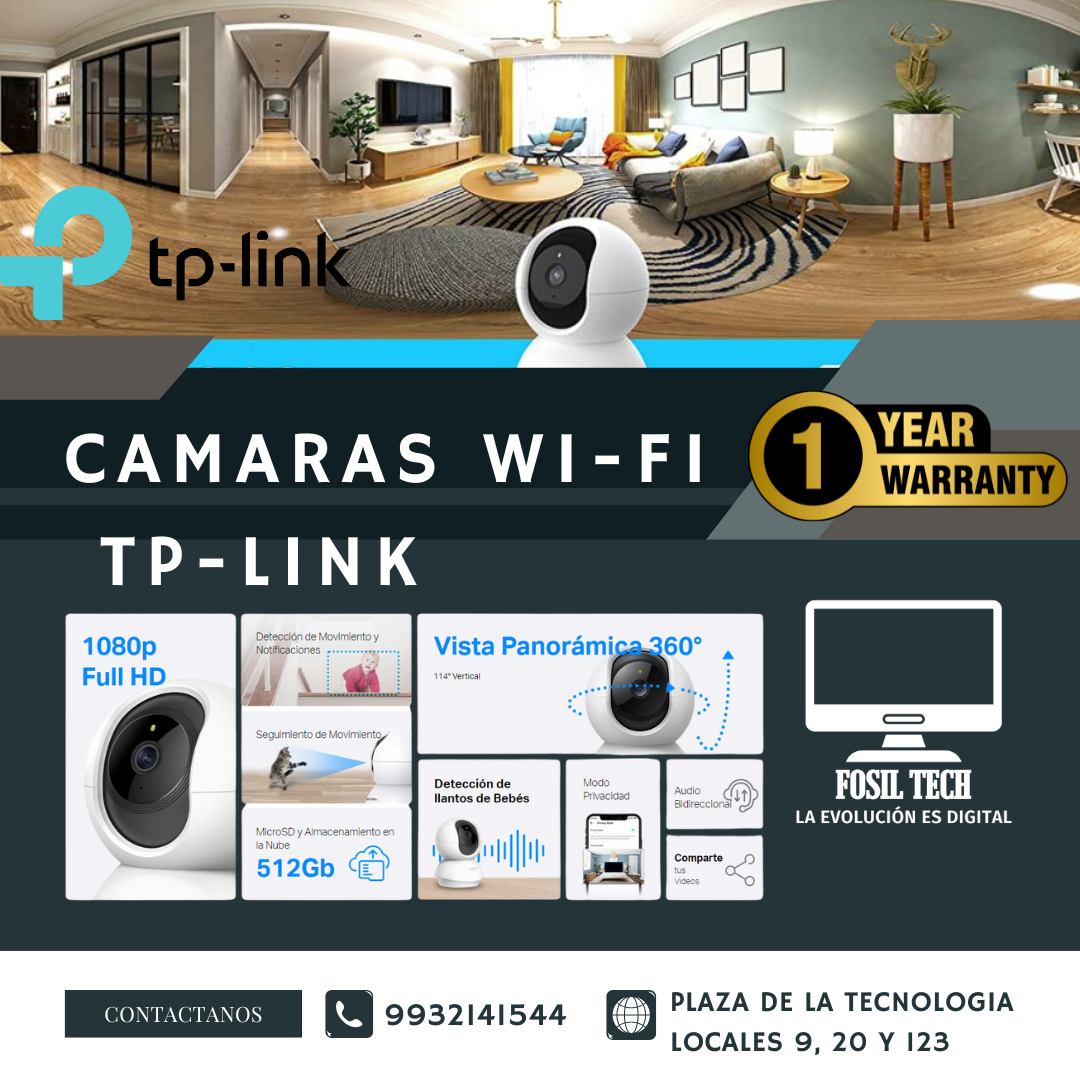 tp-link
CAMARAS WI-FI
TP-LINK
1
YEAR
WARRANTY
1080p
Full HD
Detección de Movimiento y
Notificaciones
Seguimiento de Movimiento
MicroSD y Almacenamiento en
la Nube
512Gb
Vista Panorámica 360°
114° Vertical
Detección de
llantos de Bebés
Modo
Privacidad
Audio
Bidireccional
Comparte
tus
Videos
FOSIL TECH
LA EVOLUCIÓN ES DIGITAL
CONTACTANOS
9932141544
PLAZA DE LA TECNOLOGIA
LOCALES 9, 20 Y 123